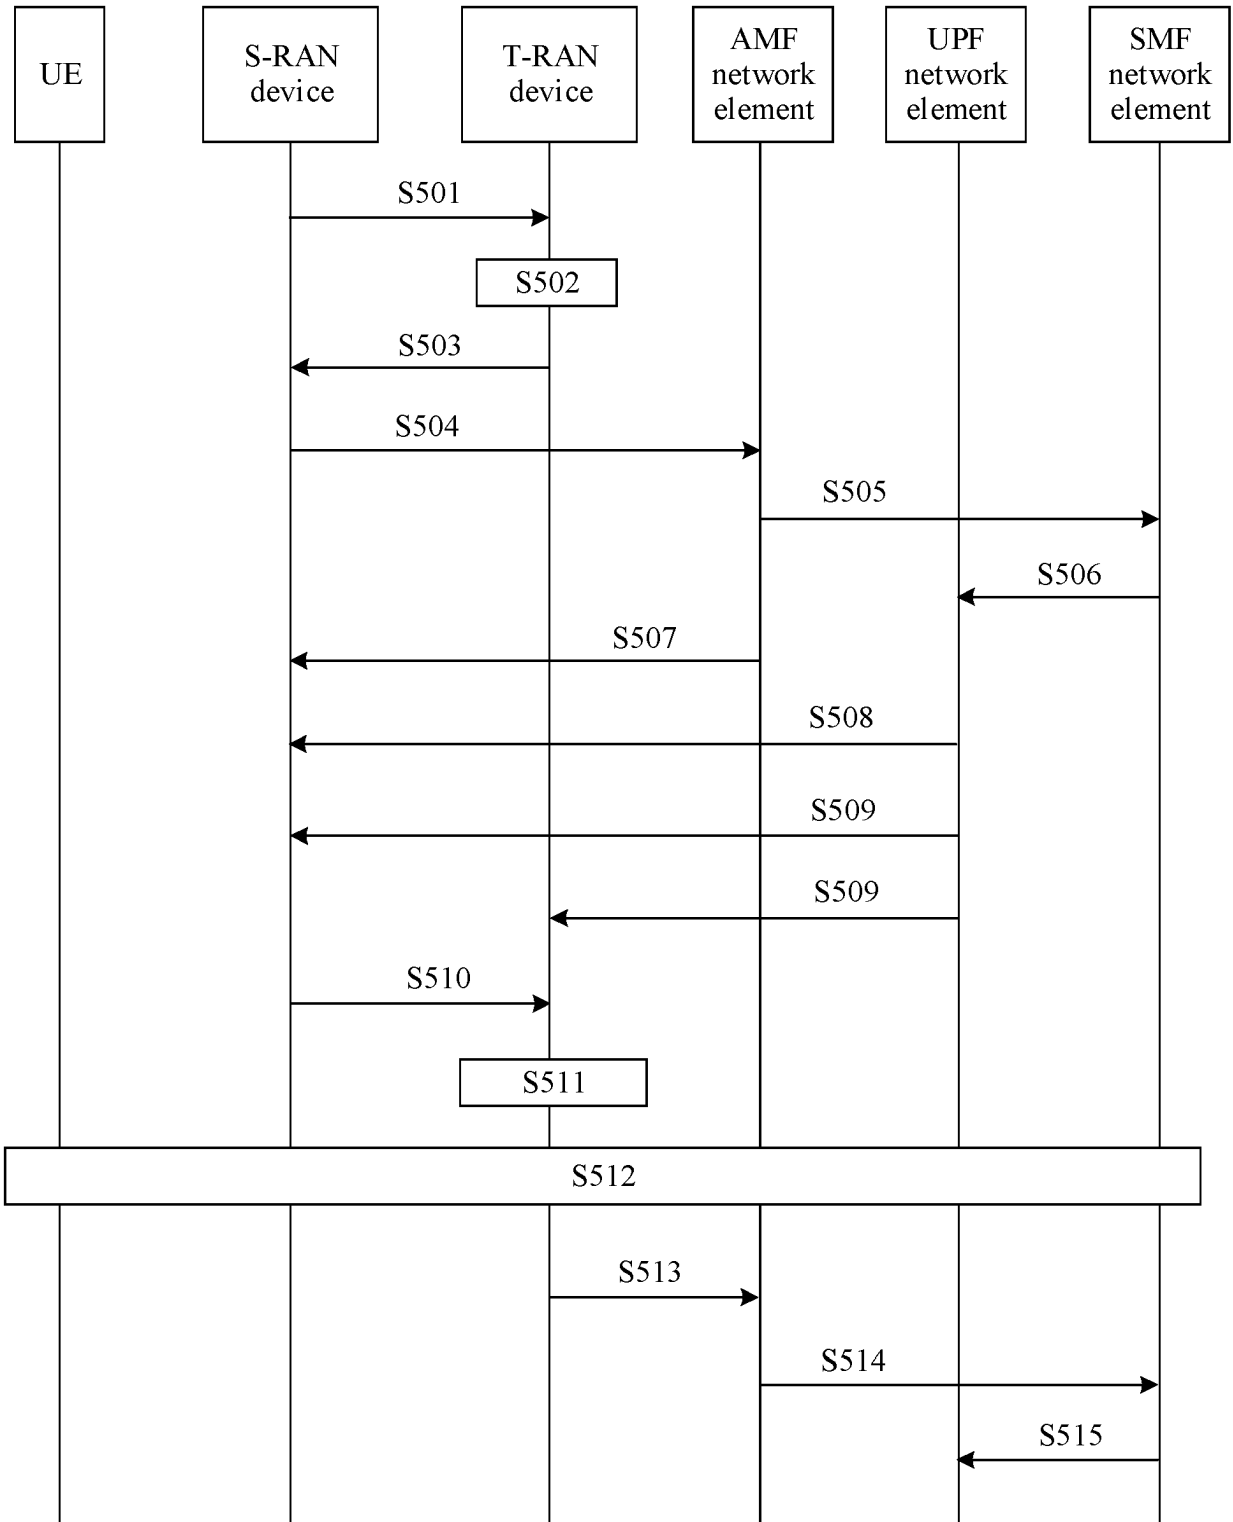 UE
S-RAN
device
T-RAN
device
AMF
network
element
UPF
network
element
SMF
network
element
S501
S502
S503
S504
S505
S506
S507
S508
S509
S509
S510
S511
S512
S513
S514
S515